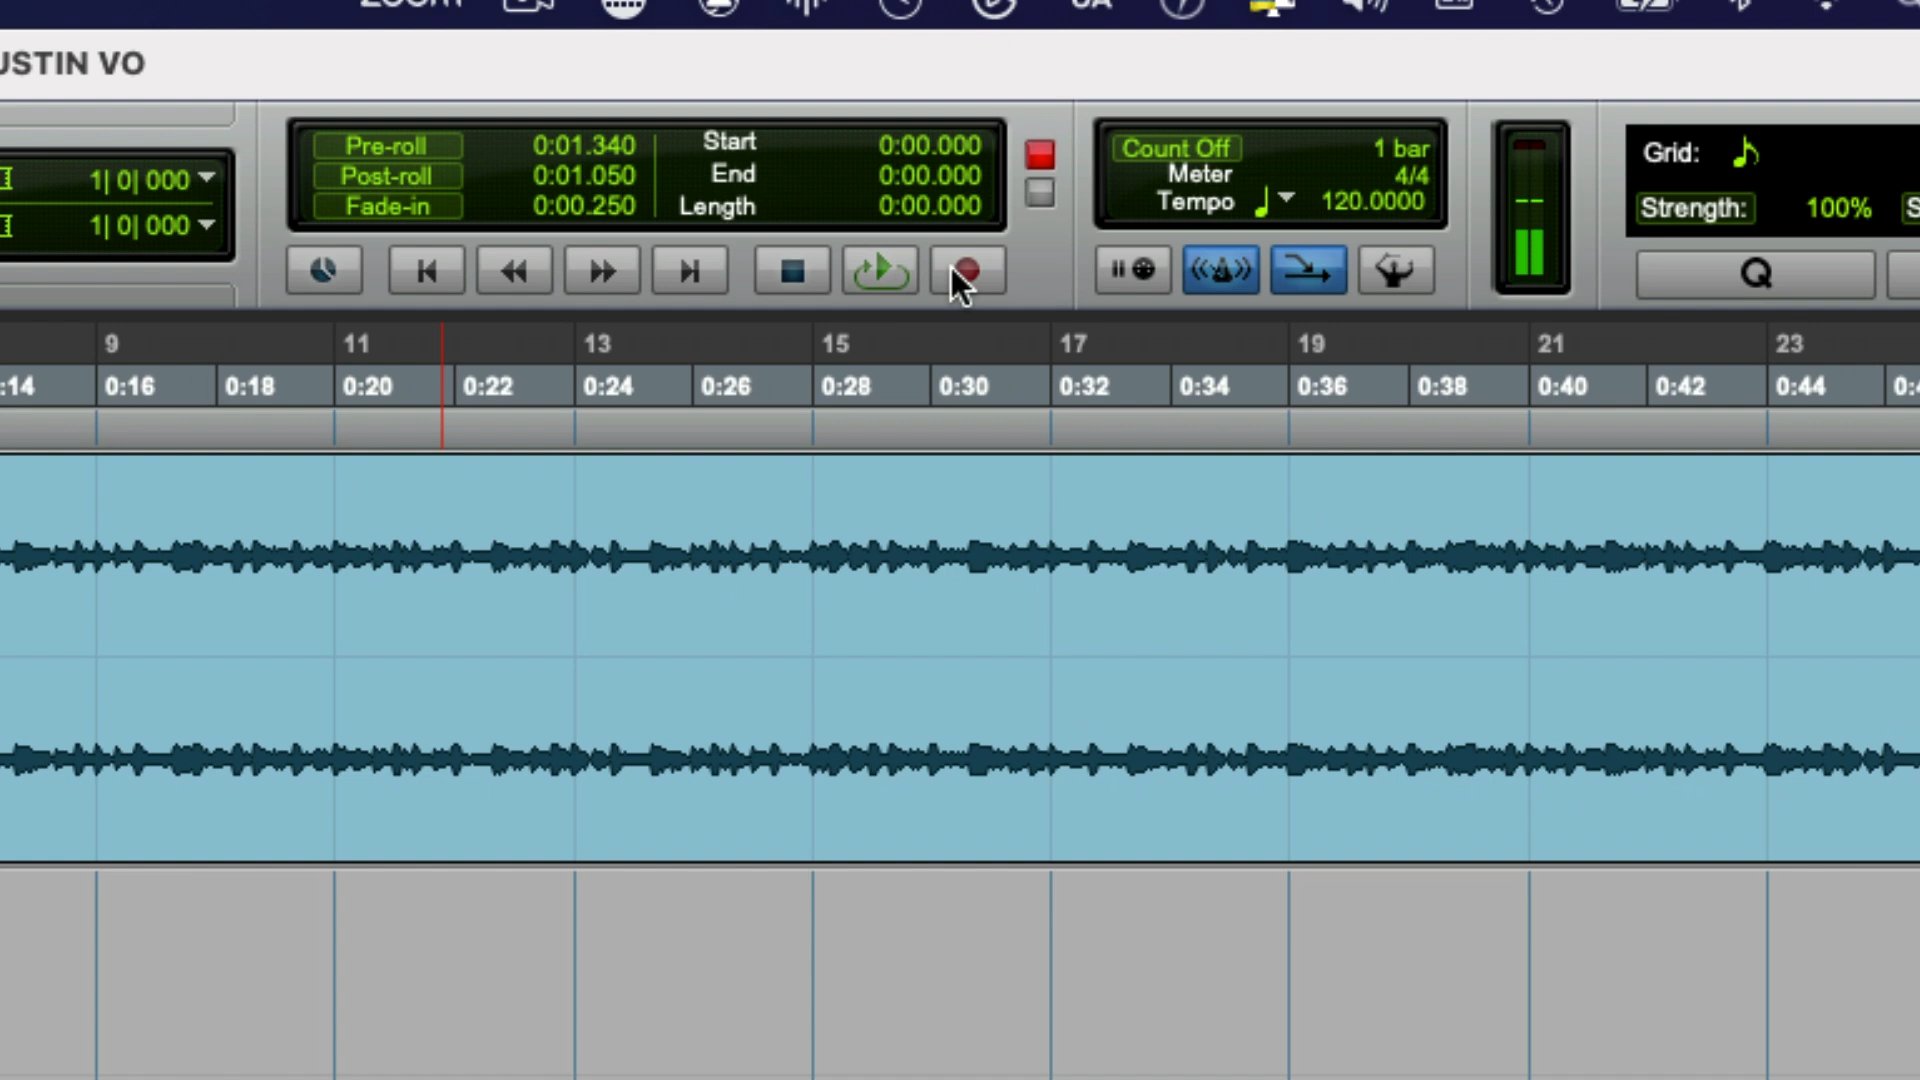 USTIN VO
1| 0| 000
1| 0| 000
Pre-roll 0:01.340
Post-roll 0:01.050
Fade-in 0:00.250
Start 0:00.000
End 0:00.000
Length 0:00.000
Count Off 1 bar
Meter 4/4
Tempo 120.0000
Grid:
Strength: 100% S
Q
9 11 13 15 17 19 21 23
:14 0:16 0:18 0:20 0:22 0:24 0:26 0:28 0:30 0:32 0:34 0:36 0:38 0:40 0:42 0:44